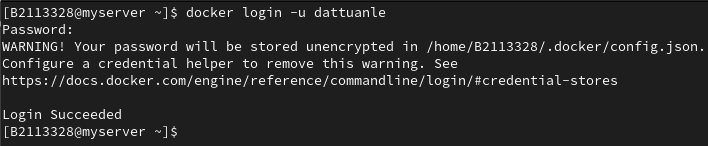 [B2113328@myserver ~]$ docker login -u dattuanle
Password:
WARNING! Your password will be stored unencrypted in /home/B2113328/.docker/config.json.
Configure a credential helper to remove this warning. See
https://docs.docker.com/engine/reference/commandline/login/#credential-stores
Login Succeeded
[B2113328@myserver ~]$